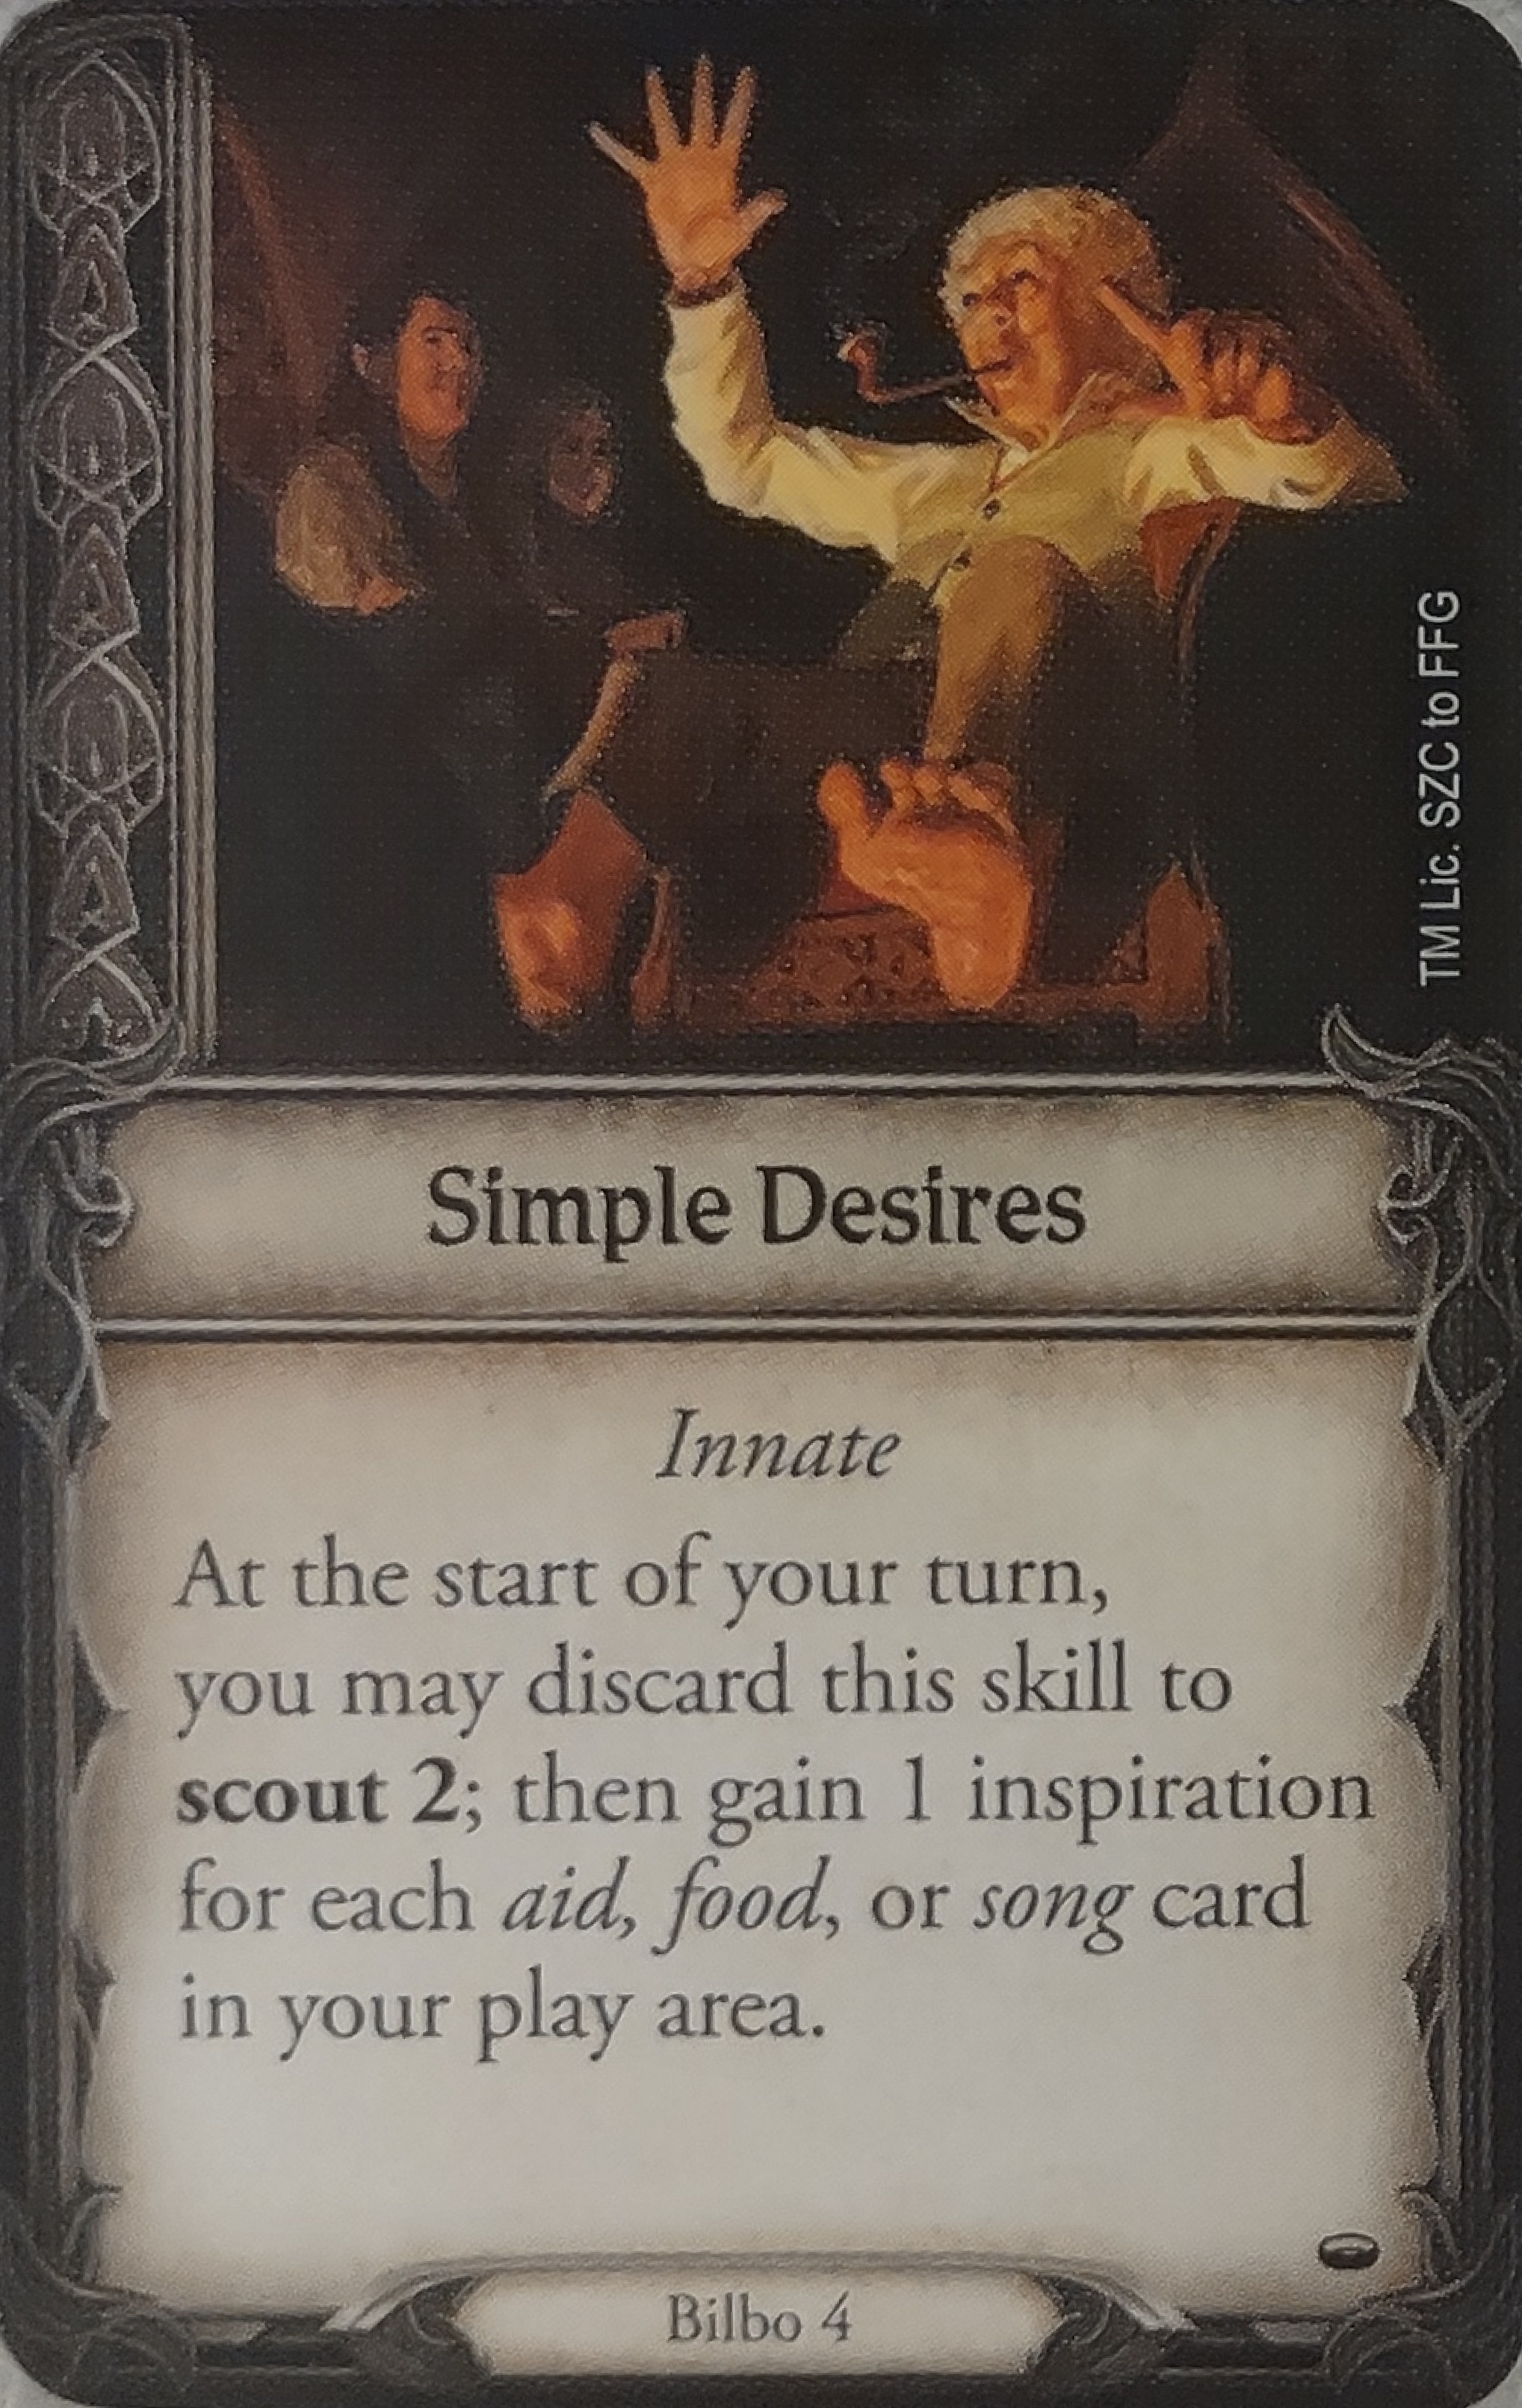 TM Lic. SZC to FFG
Simple Desires
Innate
At the start of your turn,
you may discard this skill to
scout 2; then gain 1 inspiration
for each aid, food, or song card
in your play area.
Bilbo 4